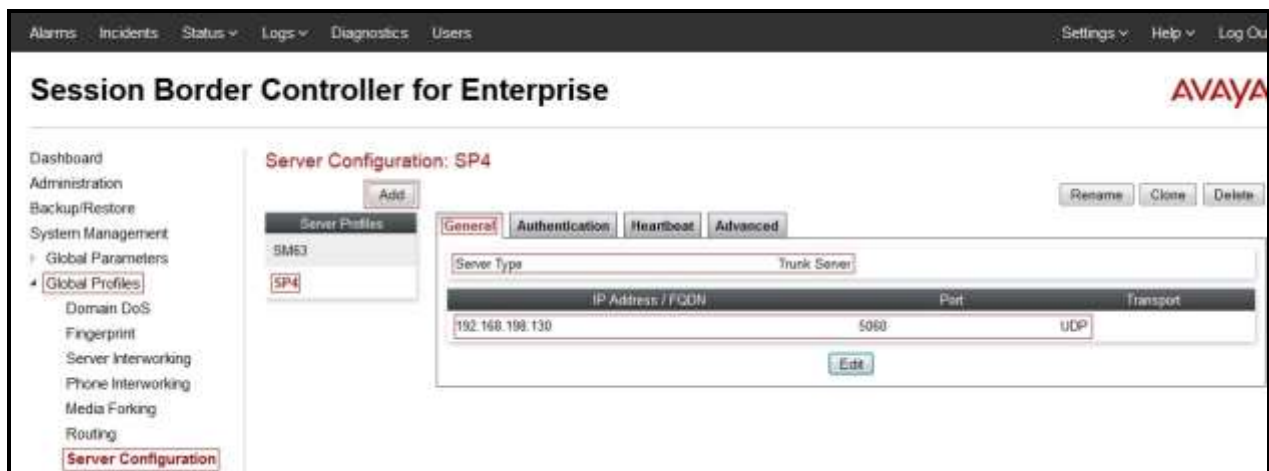 Alarms Incidents Status Logs Diagnostics Users Settings Help Log Ou
Session Border Controller for Enterprise
AVAYA
Dashboard
Administration
Backup/Restore
System Management
Global Parameters
Global Profiles
Domain DoS
Fingerprint
Server Interworking
Phone Interworking
Media Forking
Routing
Server Configuration
Server Configuration: SP4
Add
Rename Clone Delete
Server Profiles
SM63
SP4
General Authentication Heartbeat Advanced
Server Type Trunk Server
IP Address / FQDN Port Transport
192.168.198.130 5060 UDP
Edit